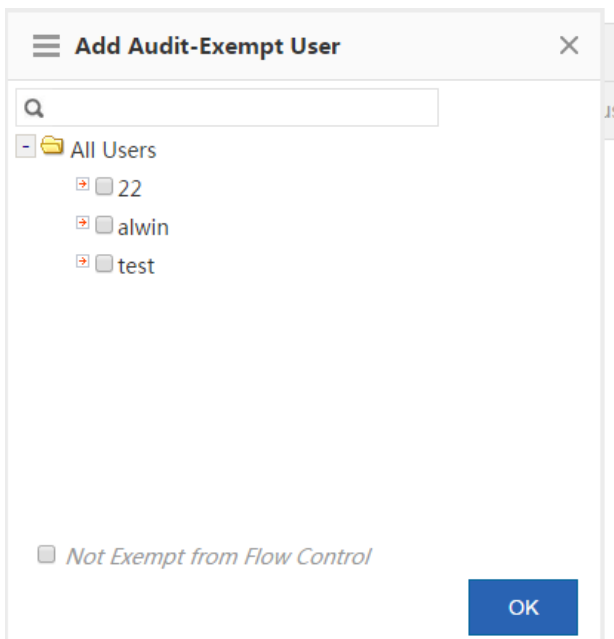 Add Audit-Exempt User
All Users
22
alwin
test
Not Exempt from Flow Control
OK